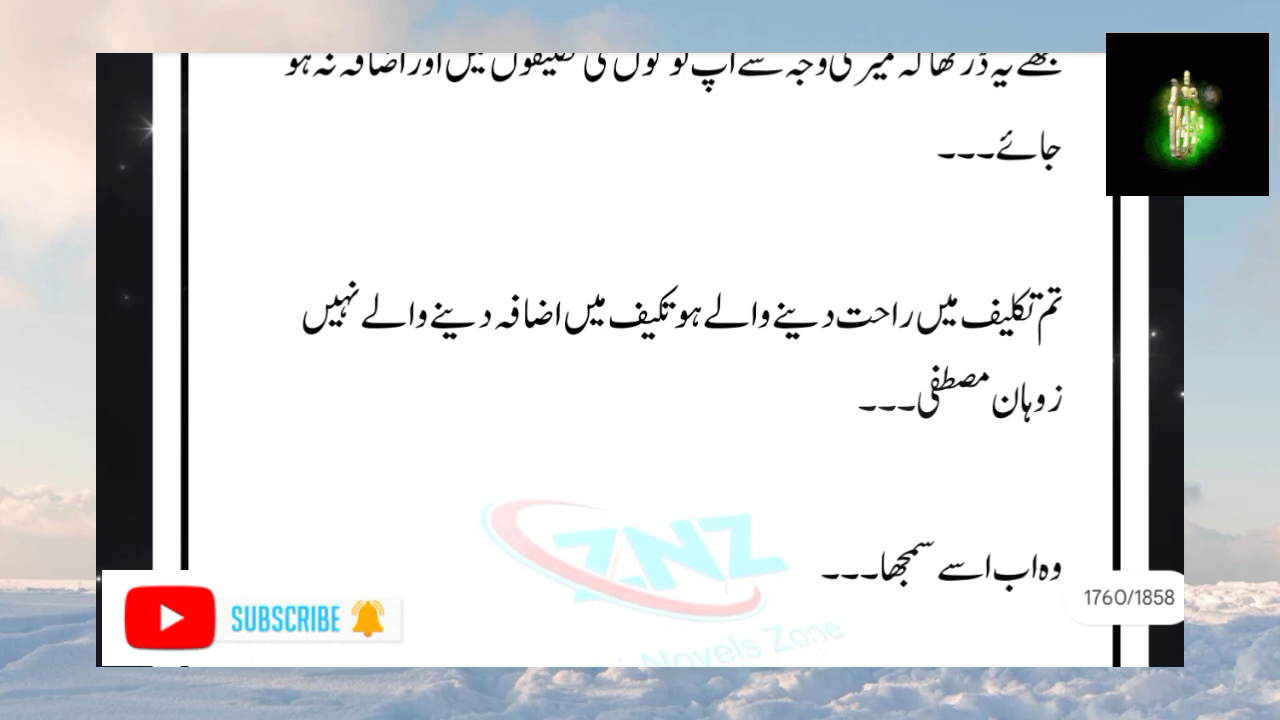 مجھے یہ ڈر تھا کہ میری وجہ سے آپ لوگوں کی تکلیفوں میں اور اضافہ نہ ہو
جائے۔۔۔
تم تکلیف میں راحت دینے والے ہو تکیف میں اضافہ دینے والے نہیں
زوہان مصطفی۔۔۔
وہ اب اسے سمجھا۔۔۔
ZNZ
Novels Zone
SUBSCRIBE
1760/1858